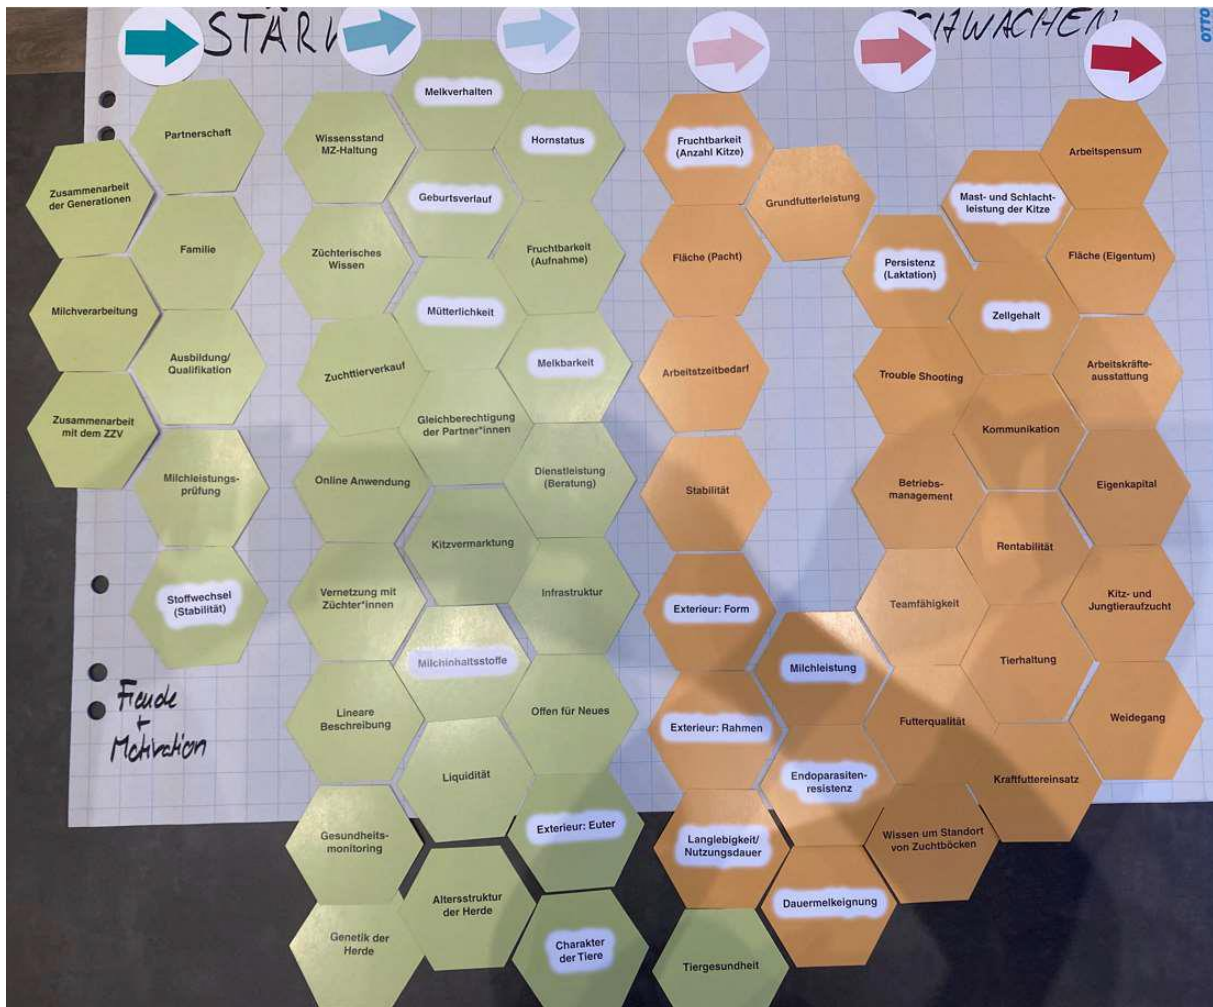 STÄRK
SCHWÄCHEN
OTTO
Partnerschaft
Zusammenarbeit
der Generationen
Familie
Milchverarbeitung
Ausbildung/
Qualifikation
Zusammenarbeit
mit dem ZZV
Milchleistungs-
prüfung
Stoffwechsel
(Stabilität)
Freude
+
Motivation
Melkverhalten
Wissensstand
MZ-Haltung
Hornstatus
Geburtsverlauf
Züchterisches
Wissen
Fruchtbarkeit
(Aufnahme)
Mütterlichkeit
Zuchttierverkauf
Melkbarkeit
Gleichberechtigung
der Partner*innen
Online Anwendung
Dienstleistung
(Beratung)
Kitzvermarktung
Vernetzung mit
Züchter*innen
Infrastruktur
Milchinhaltsstoffe
Lineare
Beschreibung
Offen für Neues
Liquidität
Gesundheits-
monitoring
Exterieur: Euter
Altersstruktur
der Herde
Genetik der
Herde
Charakter
der Tiere
Fruchtbarkeit
(Anzahl Kitze)
Grundfutterleistung
Fläche (Pacht)
Arbeitszeitbedarf
Stabilität
Exterieur: Form
Milchleistung
Exterieur: Rahmen
Endoparasiten-
resistenz
Langlebigkeit/
Nutzungsdauer
Dauermelkeignung
Tiergesundheit
Arbeitspensum
Mast- und Schlacht-
leistung der Kitze
Persistenz
(Laktation)
Fläche (Eigentum)
Zellgehalt
Trouble Shooting
Arbeitskräfte-
ausstattung
Kommunikation
Betriebs-
management
Eigenkapital
Rentabilität
Teamfähigkeit
Kitz- und
Jungtieraufzucht
Tierhaltung
Futterqualität
Weidegang
Kraftfuttereinsatz
Wissen um Standort
von Zuchtböcken